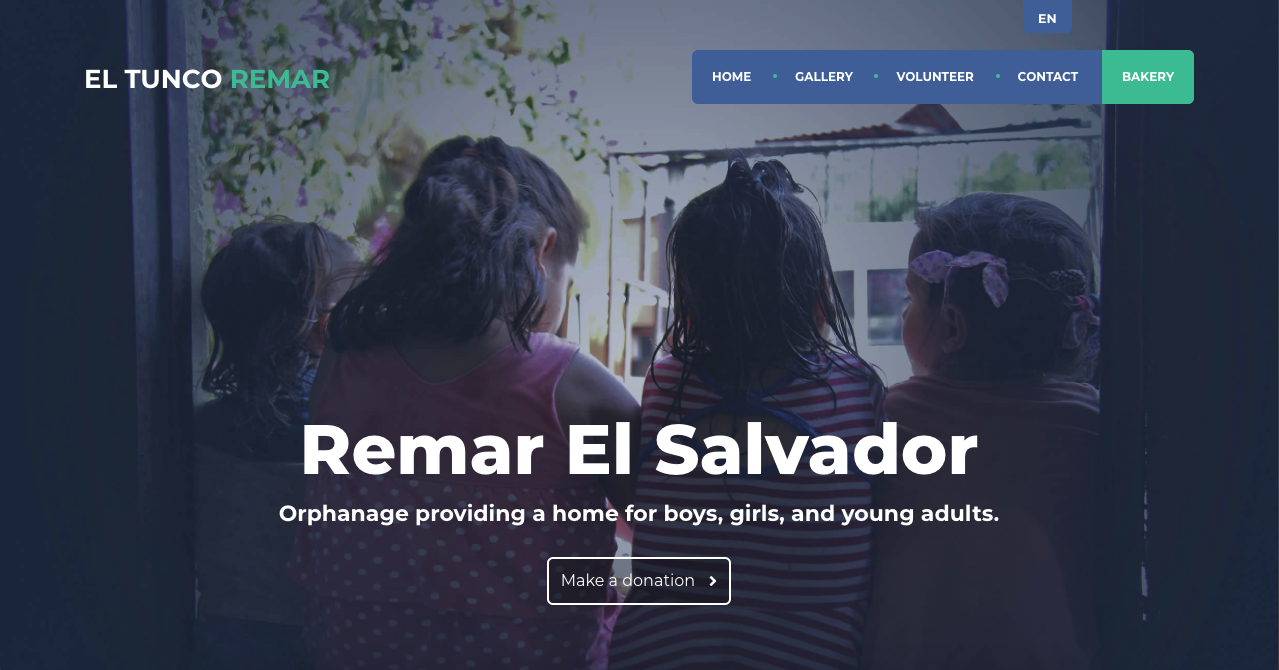 EN
EL TUNCO REMAR
HOME GALLERY VOLUNTEER CONTACT BAKERY
Remar El Salvador
Orphanage providing a home for boys, girls, and young adults.
Make a donation